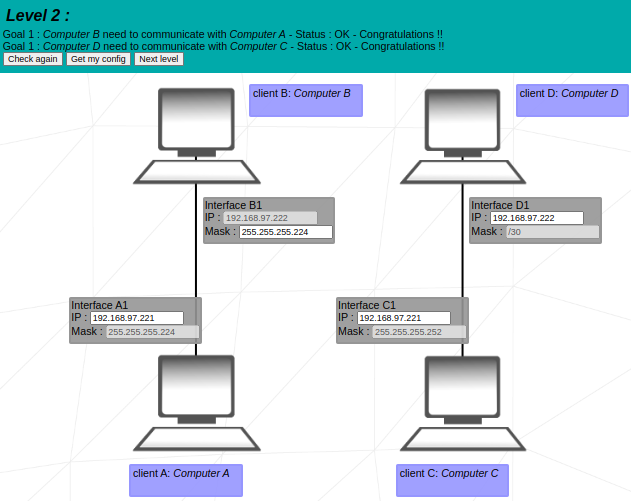 Level 2 :
Goal 1 : Computer B need to communicate with Computer A - Status : OK - Congratulations !!
Goal 1 : Computer D need to communicate with Computer C - Status : OK - Congratulations !!
Check again Get my config Next level
client B: Computer B
client D: Computer D
Interface B1
IP : 192.168.97.222
Mask : 255.255.255.224
Interface D1
IP : 192.168.97.222
Mask : /30
Interface A1
IP : 192.168.97.221
Mask : 255.255.255.224
Interface C1
IP : 192.168.97.221
Mask : 255.255.255.252
client A: Computer A
client C: Computer C